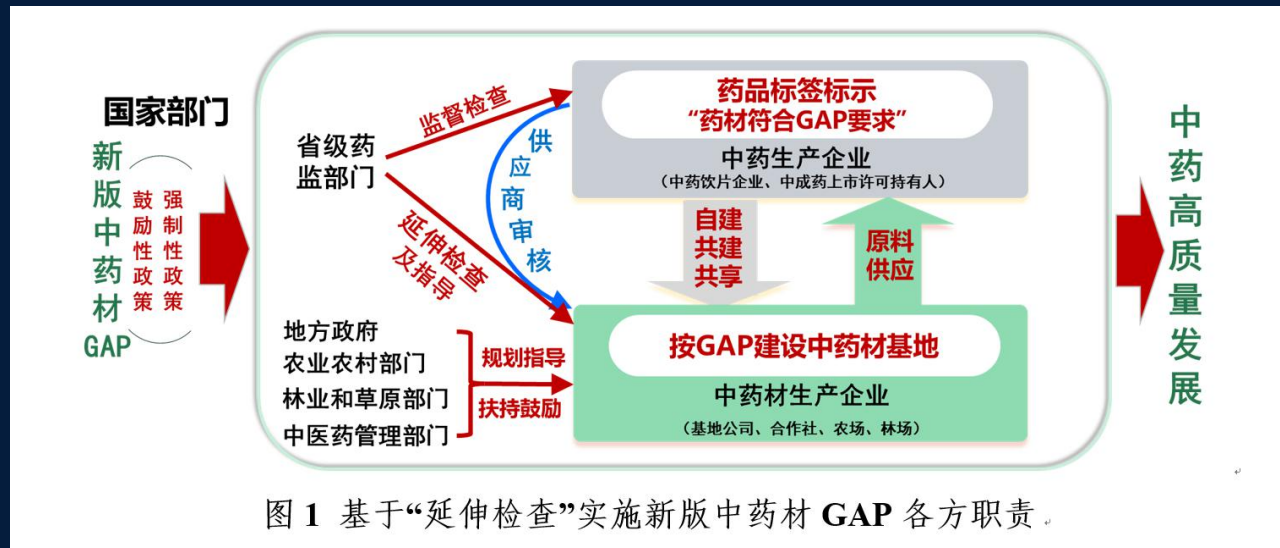 国家部门
新版中药材GAP
鼓励性政策
强制性政策
省级药
监部门
监督检查
延伸检查
及指导
供应商审核
药品标签标示
“药材符合GAP要求”
中药生产企业
（中药饮片企业、中成药上市许可持有人）
自建
共建
共享
原料
供应
地方政府
农业农村部门
林业和草原部门
中医药管理部门
规划指导
扶持鼓励
按GAP建设中药材基地
中药材生产企业
（基地公司、合作社、农场、林场）
中药高质量发展
图 1 基于“延伸检查”实施新版中药材 GAP 各方职责